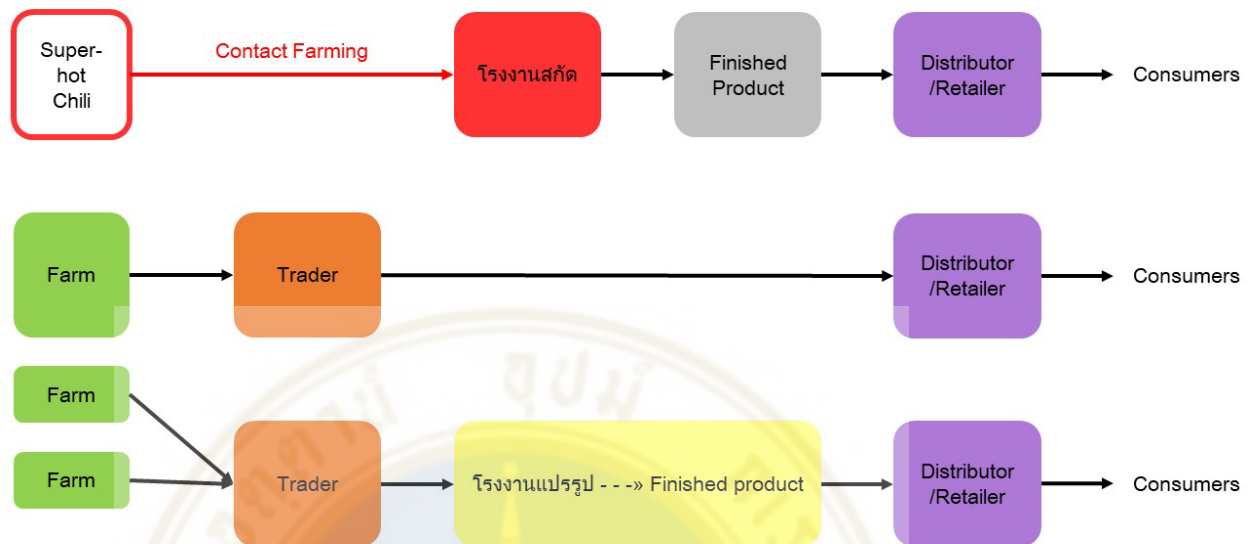 Super-
hot
Chili
Contact Farming
โรงงานสกัด
Finished
Product
Distributor
/Retailer
Consumers
Farm
Trader
Distributor
/Retailer
Consumers
Farm
Farm
Trader
โรงงานแปรรูป - - -» Finished product
Distributor
/Retailer
Consumers